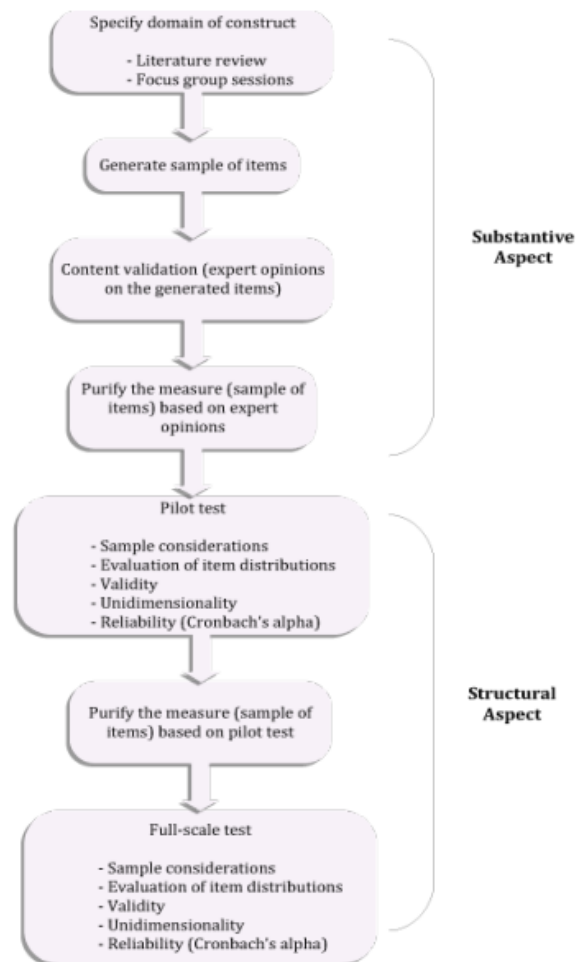 Specify domain of construct
- Literature review
- Focus group sessions
Generate sample of items
Content validation (expert opinions
on the generated items)
Purify the measure (sample of
items) based on expert
opinions
Substantive
Aspect
Pilot test
- Sample considerations
- Evaluation of item distributions
- Validity
- Unidimensionality
- Reliability (Cronbach's alpha)
Purify the measure (sample of
items) based on pilot test
Full-scale test
- Sample considerations
- Evaluation of item distributions
- Validity
- Unidimensionality
- Reliability (Cronbach's alpha)
Structural
Aspect